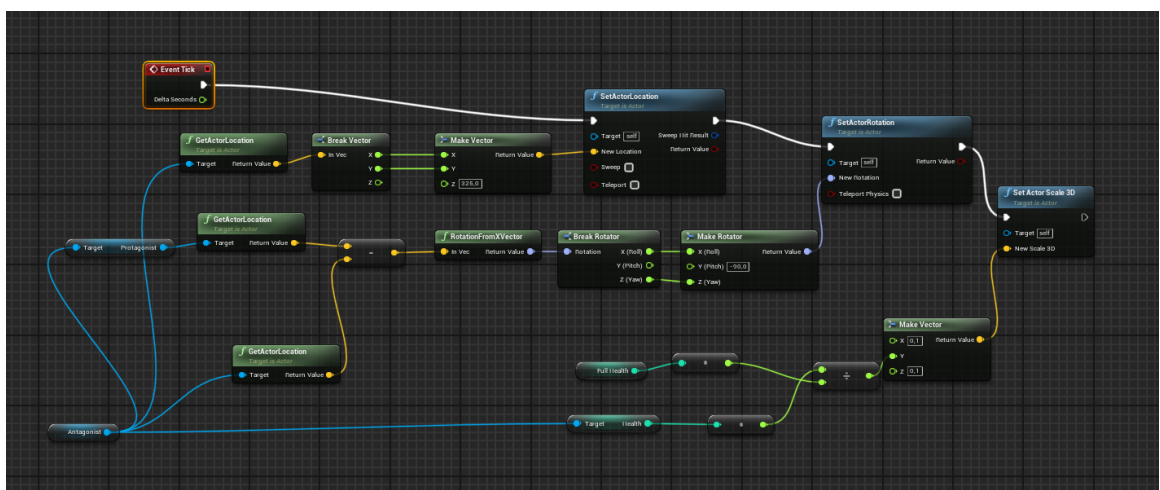 Event Tick
Delta Seconds
SetActorLocation
Target is Actor
Target self
Sweep Hit Result
New Location
Return Value
Sweep
Teleport
SetActorRotation
Target is Actor
Target self
Return Value
New Rotation
Teleport Physics
Set Actor Scale 3D
Target is Actor
Target self
New Scale 3D
GetActorLocation
Target is Actor
Target
Return Value
Break Vector
In Vec
X
Y
Z
Make Vector
X
Return Value
Y
Z 325,0
GetActorLocation
Target is Actor
Target
Return Value
Target
Protagonist
-
RotationFromXVector
In Vec
Return Value
Break Rotator
Rotation
X (Roll)
Y (Pitch)
Z (Yaw)
Make Rotator
X (Roll)
Return Value
Y (Pitch) -90,0
Z (Yaw)
GetActorLocation
Target is Actor
Target
Return Value
Make Vector
X 0,1
Return Value
Y
Z 0,1
Full Health
÷
Antagonist
Target
Health